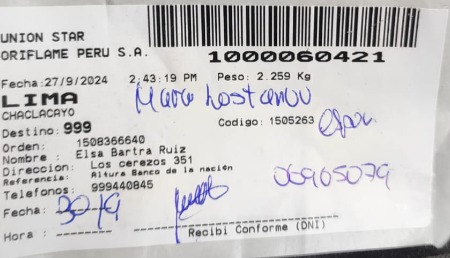 UNION STAR
ORIFLAME PERU S.A.
1000060421
Fecha:27/9/2024 2:43:19 PM Peso: 2.259 Kg
LIMA
CHACLACAYO
Destino: 999 Codigo: 1505263
Orden: 1508366640
Nombre : Elsa Bartra Ruiz
Direccion: Los cerezos 351
Referencia: Altura Banco de la nación
Telefonos: 999440845
Fecha: 30/9
Hora : --------
Recibi Conforme (DNI)